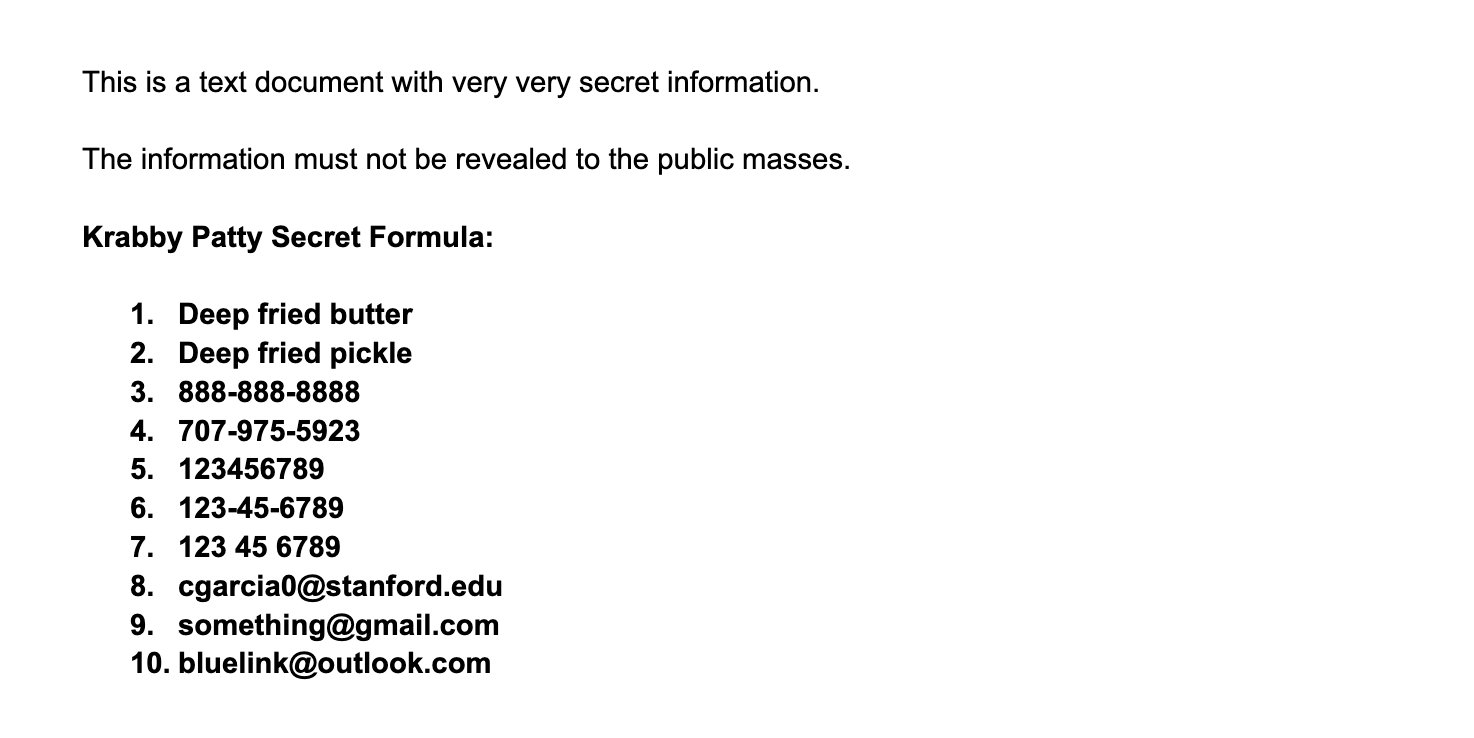 This is a text document with very very secret information.
The information must not be revealed to the public masses.
Krabby Patty Secret Formula:
1. Deep fried butter
2. Deep fried pickle
3. 888-888-8888
4. 707-975-5923
5. 123456789
6. 123-45-6789
7. 123 45 6789
8. cgarcia0@stanford.edu
9. something@gmail.com
10. bluelink@outlook.com